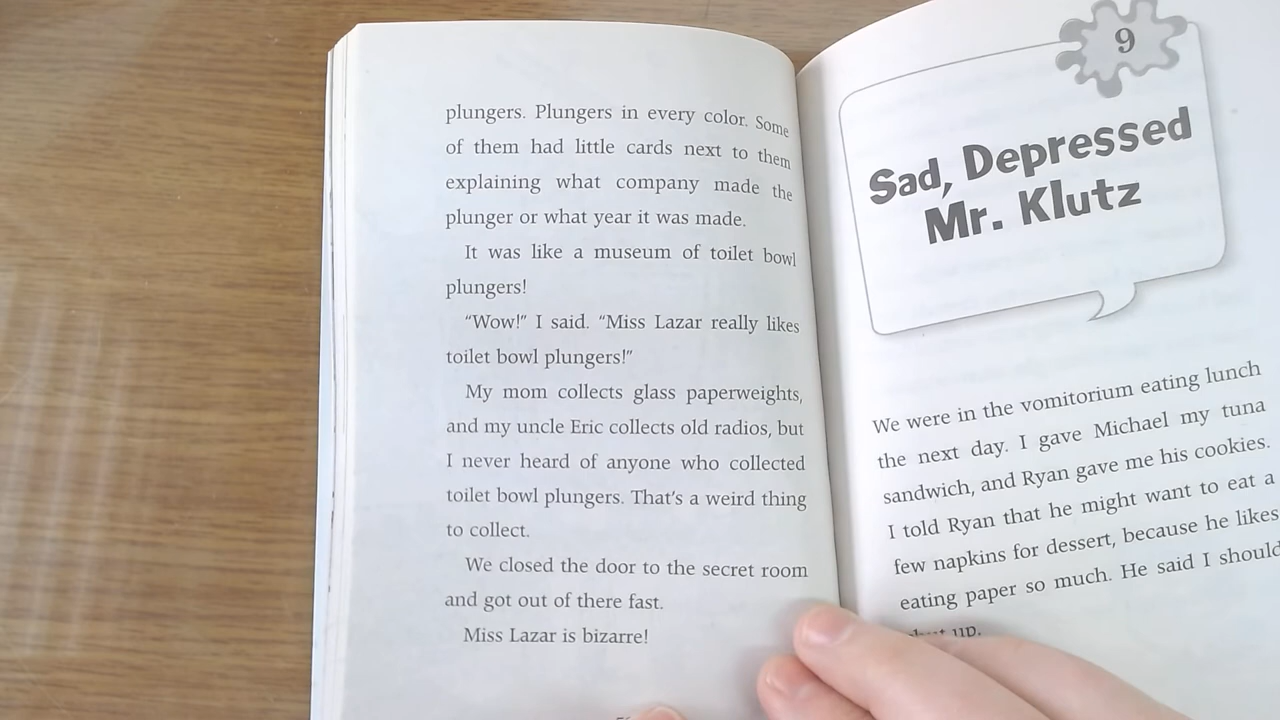 plungers. Plungers in every color. Some
of them had little cards next to them
explaining what company made the
plunger or what year it was made.
It was like a museum of toilet bowl
plungers!
“Wow!” I said. “Miss Lazar really likes
toilet bowl plungers!”
My mom collects glass paperweights,
and my uncle Eric collects old radios, but
I never heard of anyone who collected
toilet bowl plungers. That’s a weird thing
to collect.
We closed the door to the secret room
and got out of there fast.
Miss Lazar is bizarre!
9
Sad, Depressed
Mr. Klutz
We were in the vomitorium eating lunch
the next day. I gave Michael my tuna
sandwich, and Ryan gave me his cookies.
I told Ryan that he might want to eat a
few napkins for dessert, because he likes
eating paper so much. He said I should
up.